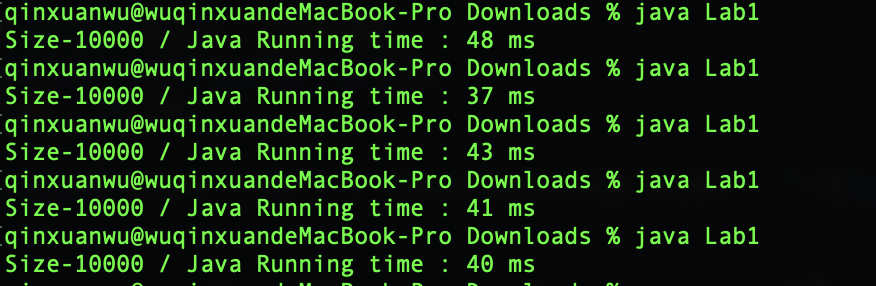 qinxuanwu@wuqinxuandeMacBook-Pro Downloads % java Lab1
Size-10000 / Java Running time : 48 ms
qinxuanwu@wuqinxuandeMacBook-Pro Downloads % java Lab1
Size-10000 / Java Running time : 37 ms
qinxuanwu@wuqinxuandeMacBook-Pro Downloads % java Lab1
Size-10000 / Java Running time : 43 ms
qinxuanwu@wuqinxuandeMacBook-Pro Downloads % java Lab1
Size-10000 / Java Running time : 41 ms
qinxuanwu@wuqinxuandeMacBook-Pro Downloads % java Lab1
Size-10000 / Java Running time : 40 ms